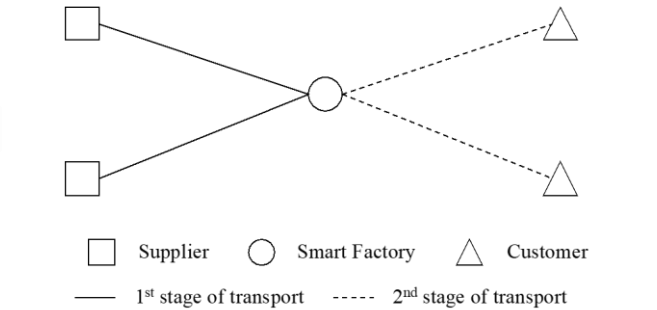 Supplier Smart Factory Customer
1st stage of transport 2nd stage of transport